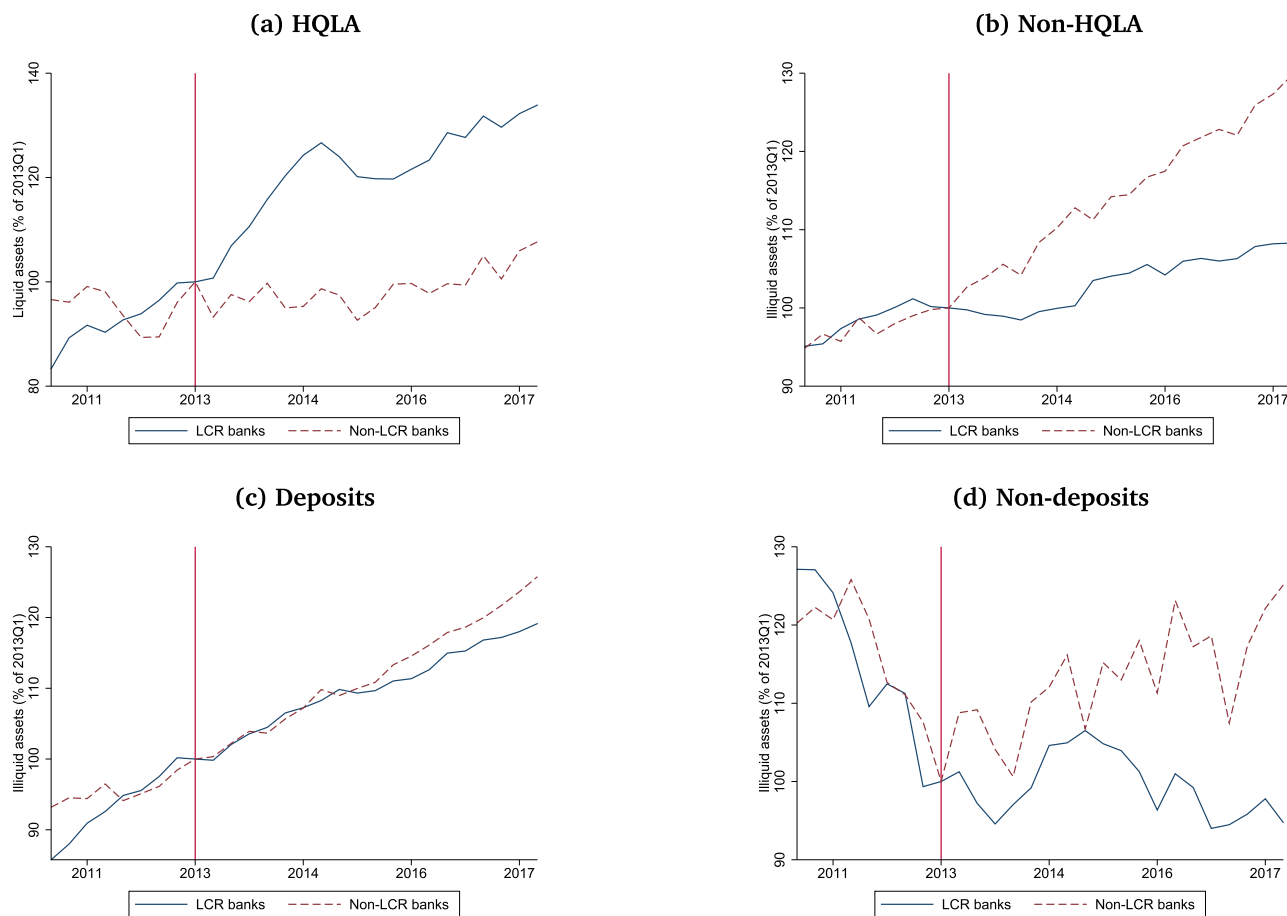 (a) HQLA
Liquid assets (% of 2013Q1)
140
120
100
80
2011 2013 2014 2016 2017
LCR banks Non-LCR banks
(b) Non-HQLA
Illiquid assets (% of 2013Q1)
130
120
110
100
90
2011 2013 2014 2016 2017
LCR banks Non-LCR banks
(c) Deposits
Illiquid assets (% of 2013Q1)
130
120
110
100
90
2011 2013 2014 2016 2017
LCR banks Non-LCR banks
(d) Non-deposits
Illiquid assets (% of 2013Q1)
130
120
110
100
90
2011 2013 2014 2016 2017
LCR banks Non-LCR banks